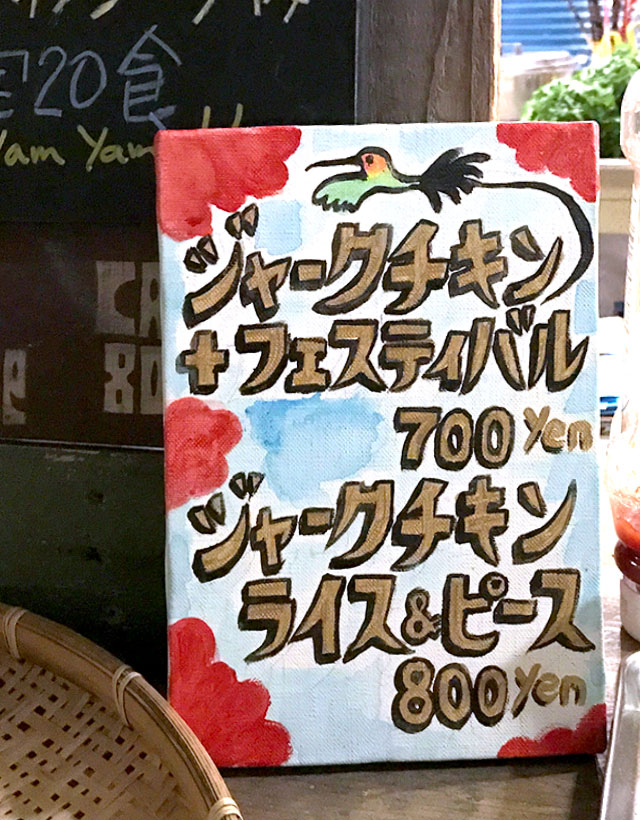 定20食
Yam Yam
ジャークチキン
+フェスティバル
700 yen
ジャークチキン
ライス&ピース
800 yen